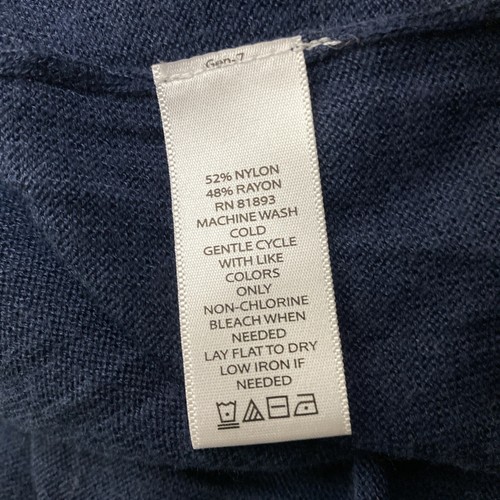 Gen-7
52% NYLON
48% RAYON
RN 81893
MACHINE WASH
COLD
GENTLE CYCLE
WITH LIKE
COLORS
ONLY
NON-CHLORINE
BLEACH WHEN
NEEDED
LAY FLAT TO DRY
LOW IRON IF
NEEDED